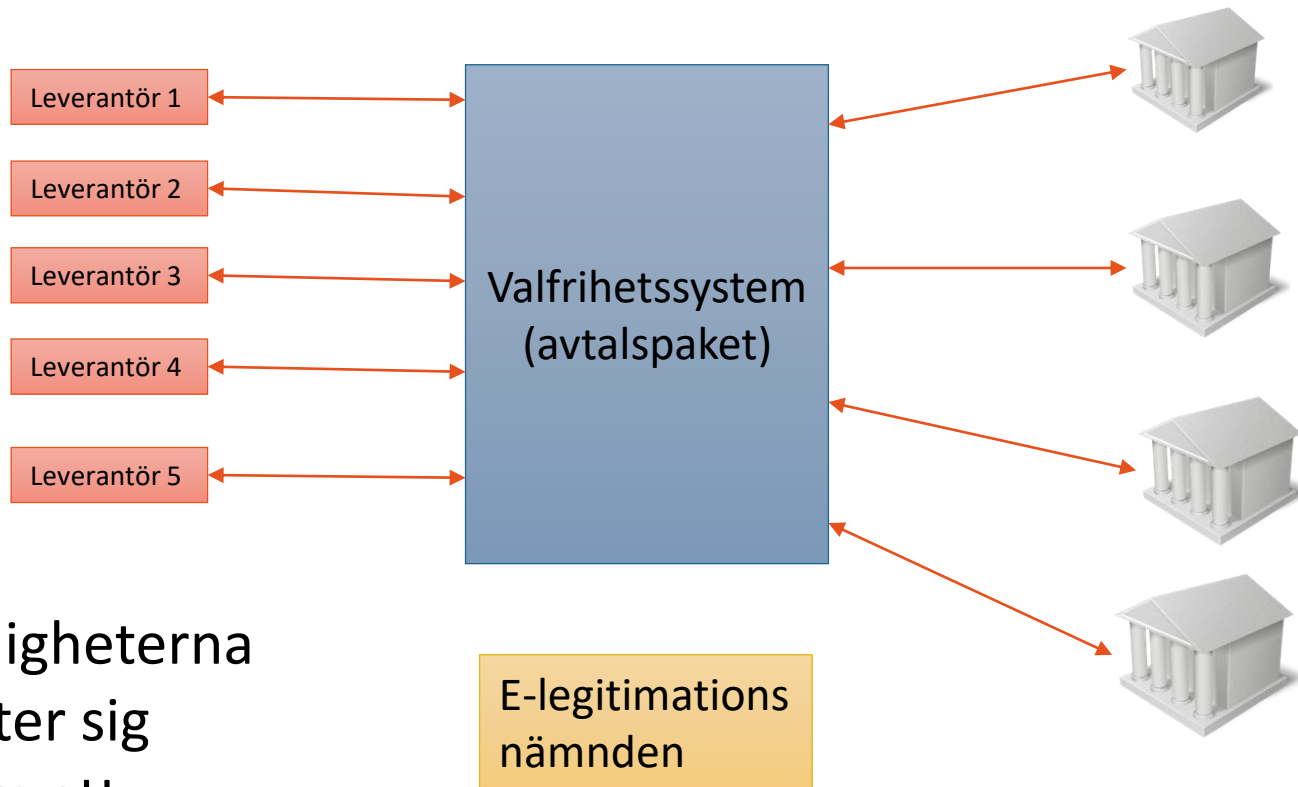 Leverantör 1
Leverantör 2
Leverantör 3
Leverantör 4
Leverantör 5
Valfrihetssystem
(avtalspaket)
igheterna
ter sig
E-legitimations
nämnden